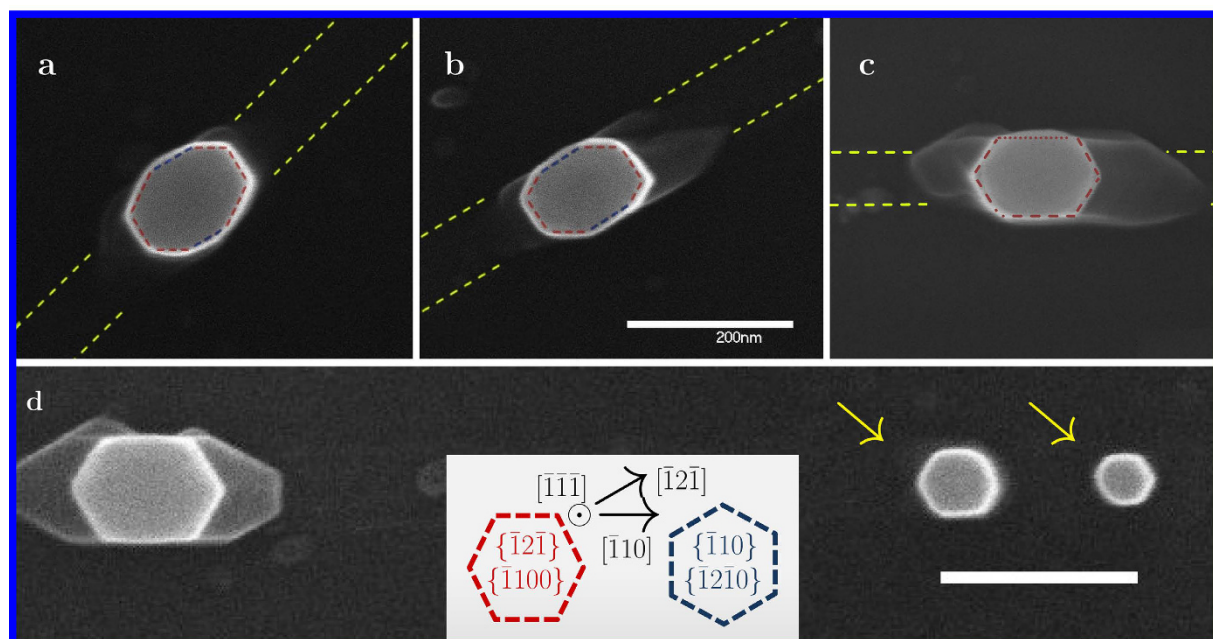 a
b
c
200nm
d
[1̄1̄1̄]
[1̄21̄]
[1̄10]
{1̄21̄}
{1̄100}
{1̄10}
{1̄21̄0}